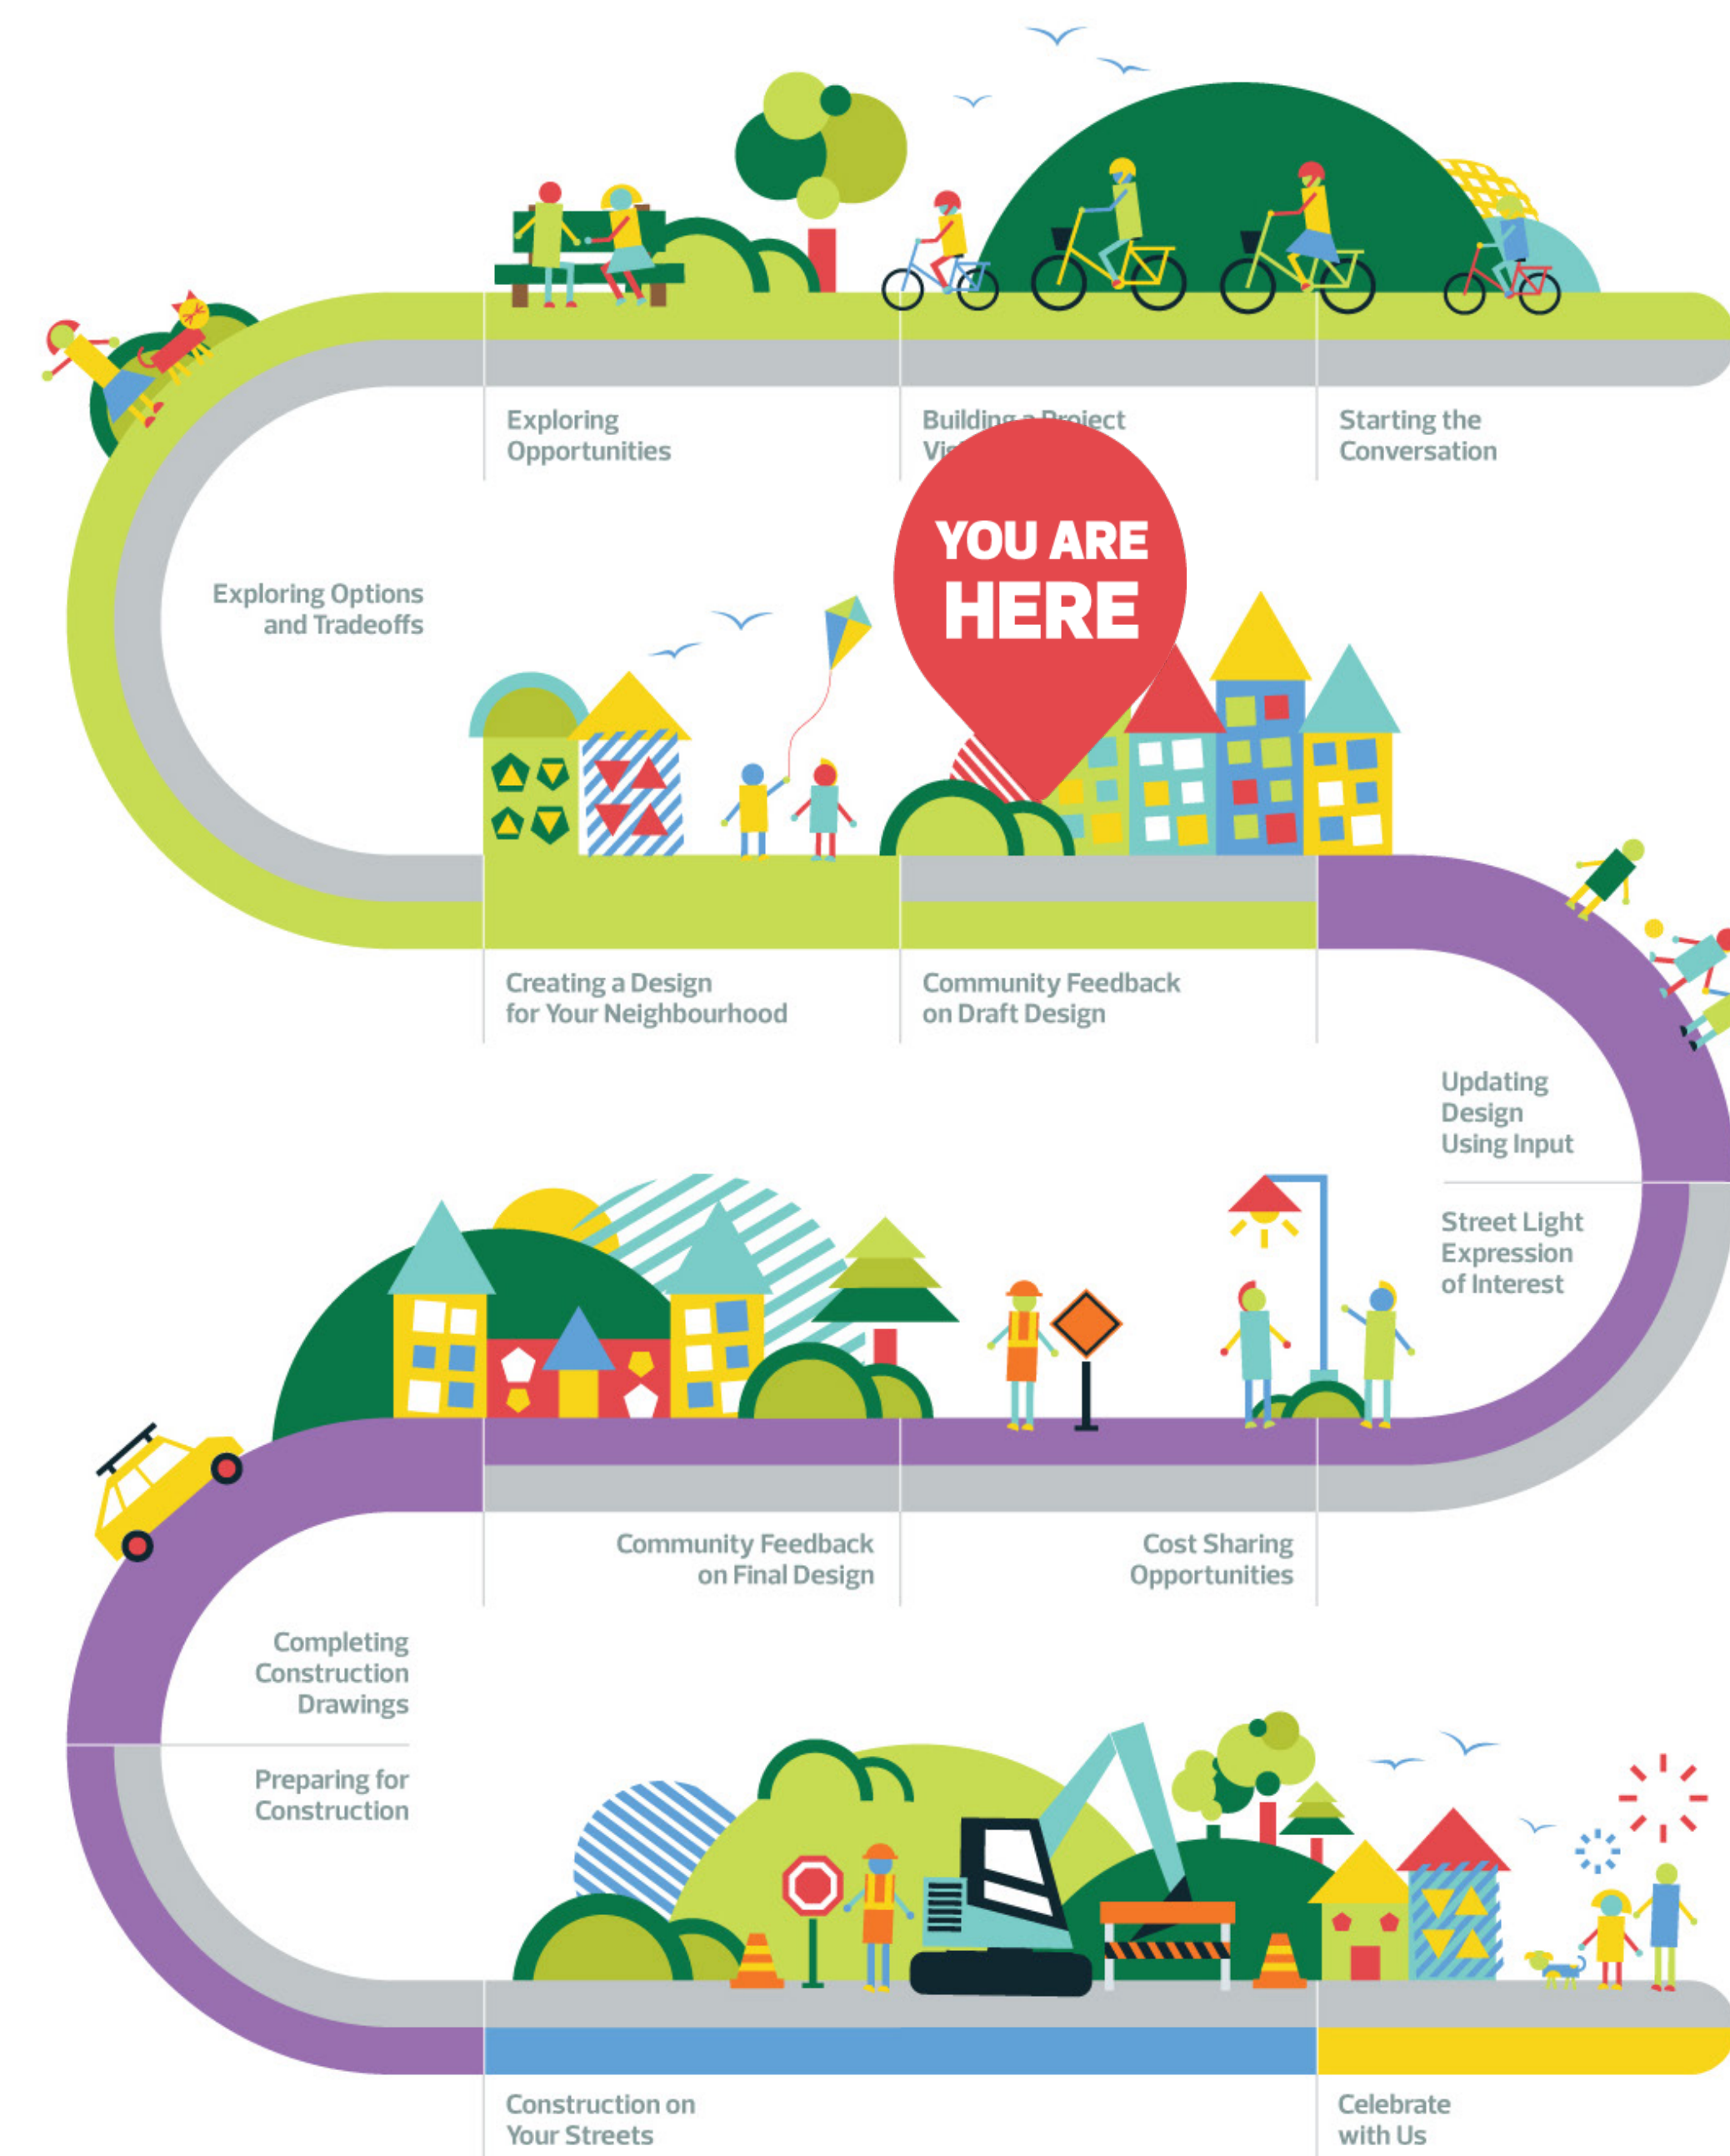 Exploring
Opportunities
Building a Project
Starting the
Conversation
YOU ARE
HERE
Exploring Options
and Tradeoffs
Creating a Design
for Your Neighbourhood
Community Feedback
on Draft Design
Updating
Design
Using Input
Street Light
Expression
of Interest
Community Feedback
on Final Design
Cost Sharing
Opportunities
Completing
Construction
Drawings
Preparing for
Construction
Construction on
Your Streets
Celebrate
with Us